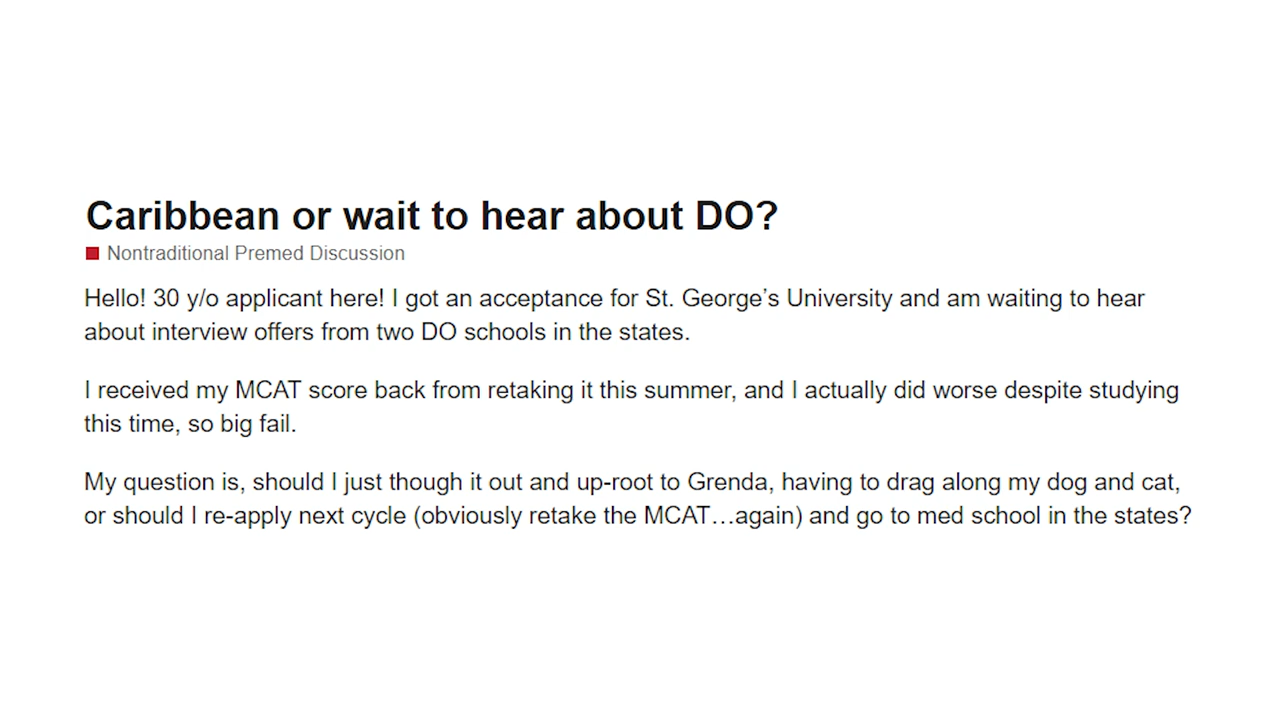 Caribbean or wait to hear about DO?
Nontraditional Premed Discussion
Hello! 30 y/o applicant here! I got an acceptance for St. George’s University and am waiting to hear
about interview offers from two DO schools in the states.
I received my MCAT score back from retaking it this summer, and I actually did worse despite studying
this time, so big fail.
My question is, should I just though it out and up-root to Grenda, having to drag along my dog and cat,
or should I re-apply next cycle (obviously retake the MCAT…again) and go to med school in the states?